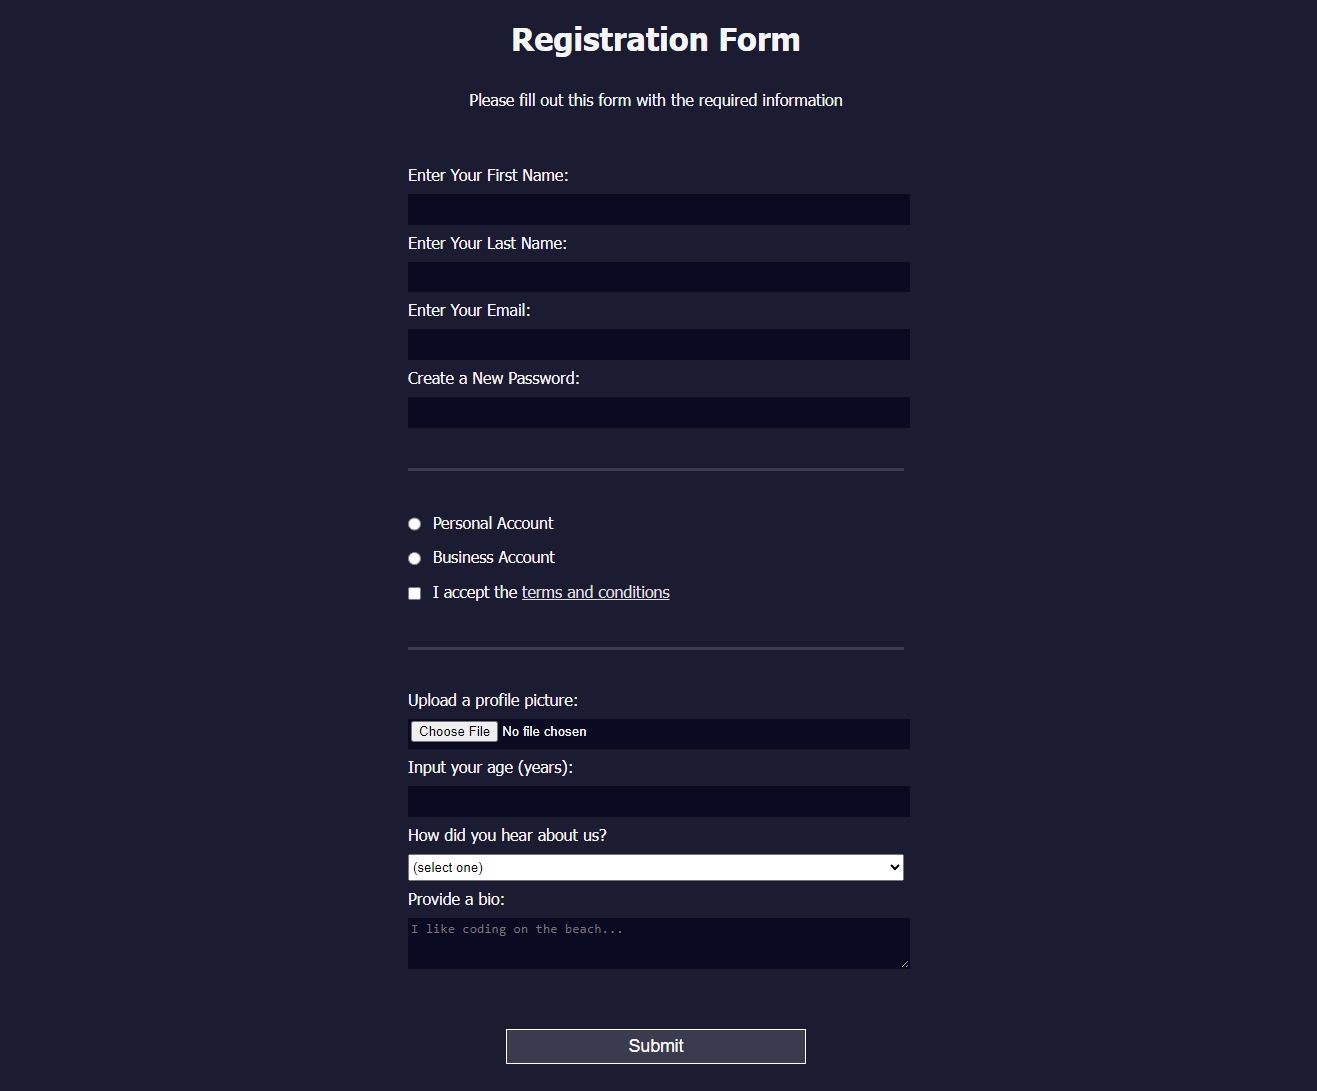 Registration Form
Please fill out this form with the required information
Enter Your First Name:
Enter Your Last Name:
Enter Your Email:
Create a New Password:
Personal Account
Business Account
I accept the terms and conditions
Upload a profile picture:
Choose File No file chosen
Input your age (years):
How did you hear about us?
(select one)
Provide a bio:
I like coding on the beach...
Submit